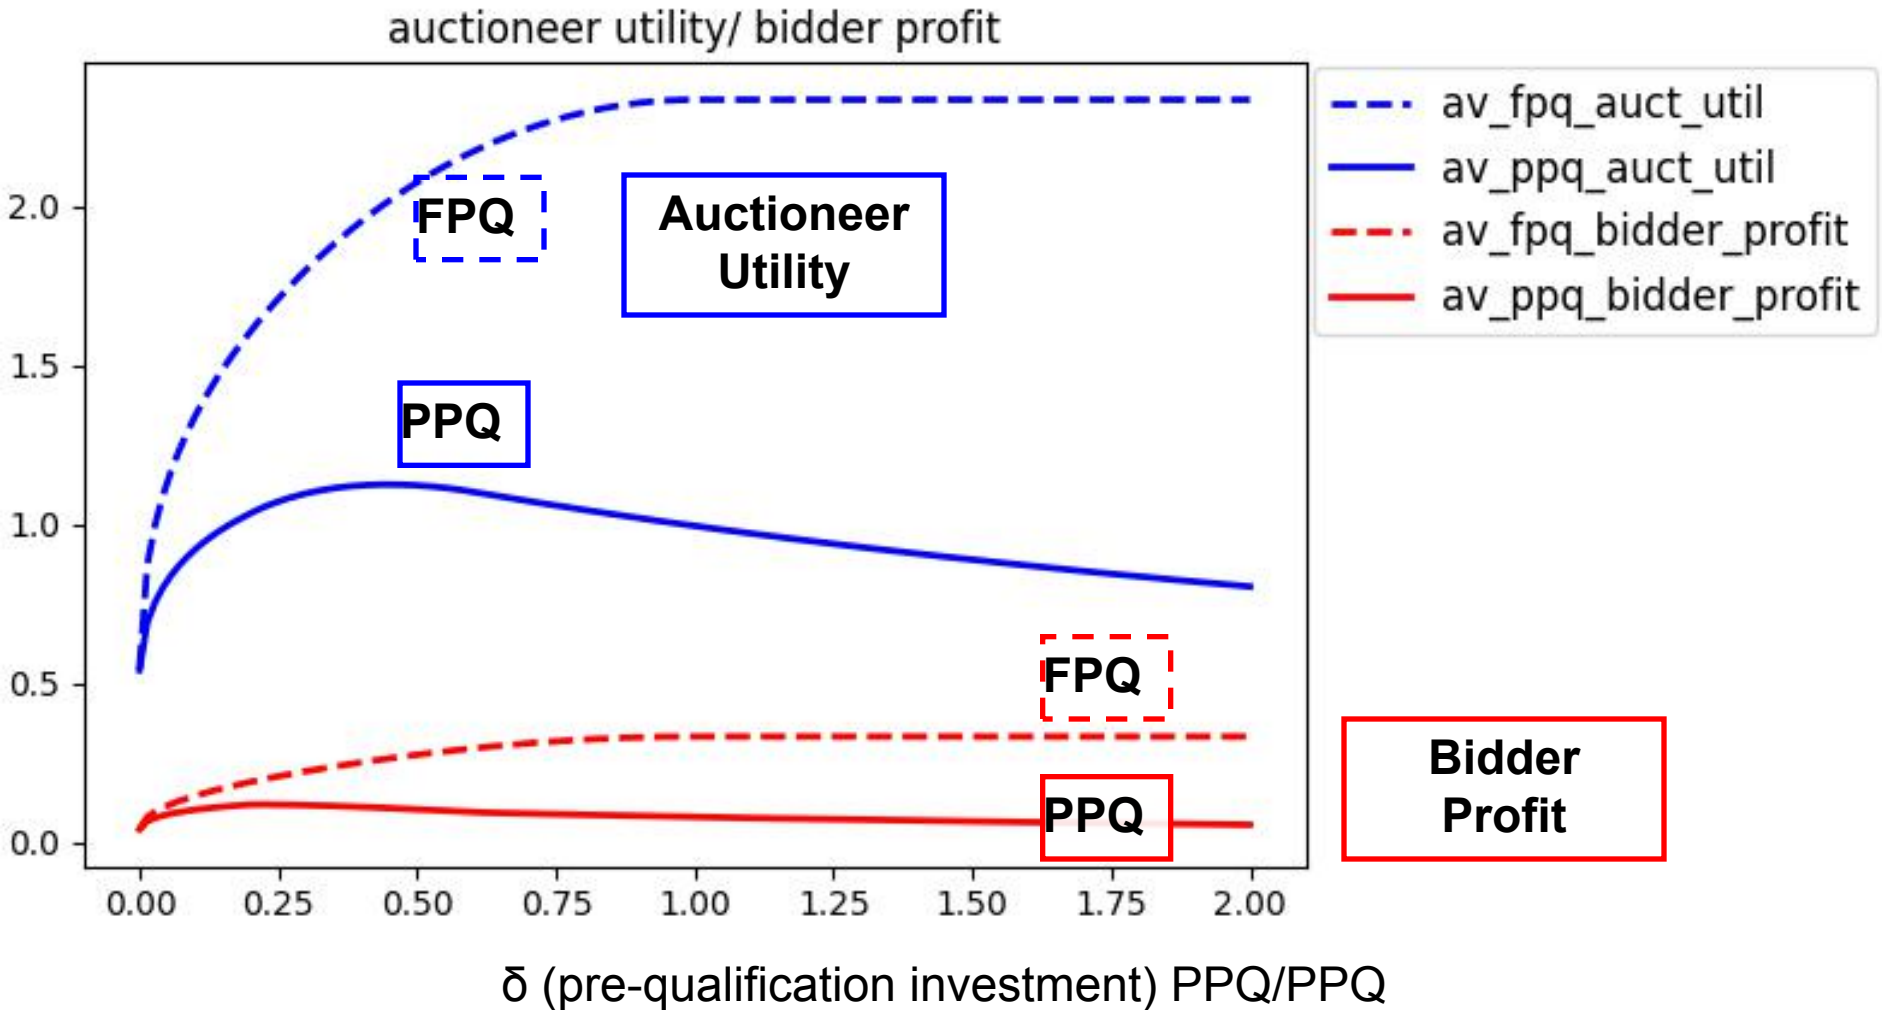 auctioneer utility/ bidder profit
av_fpq_auct_util
av_ppq_auct_util
av_fpq_bidder_profit
av_ppq_bidder_profit
2.0
1.5
1.0
0.5
0.0
FPQ
Auctioneer
Utility
PPQ
FPQ
PPQ
Bidder
Profit
0.00 0.25 0.50 0.75 1.00 1.25 1.50 1.75 2.00
δ (pre-qualification investment) PPQ/PPQ